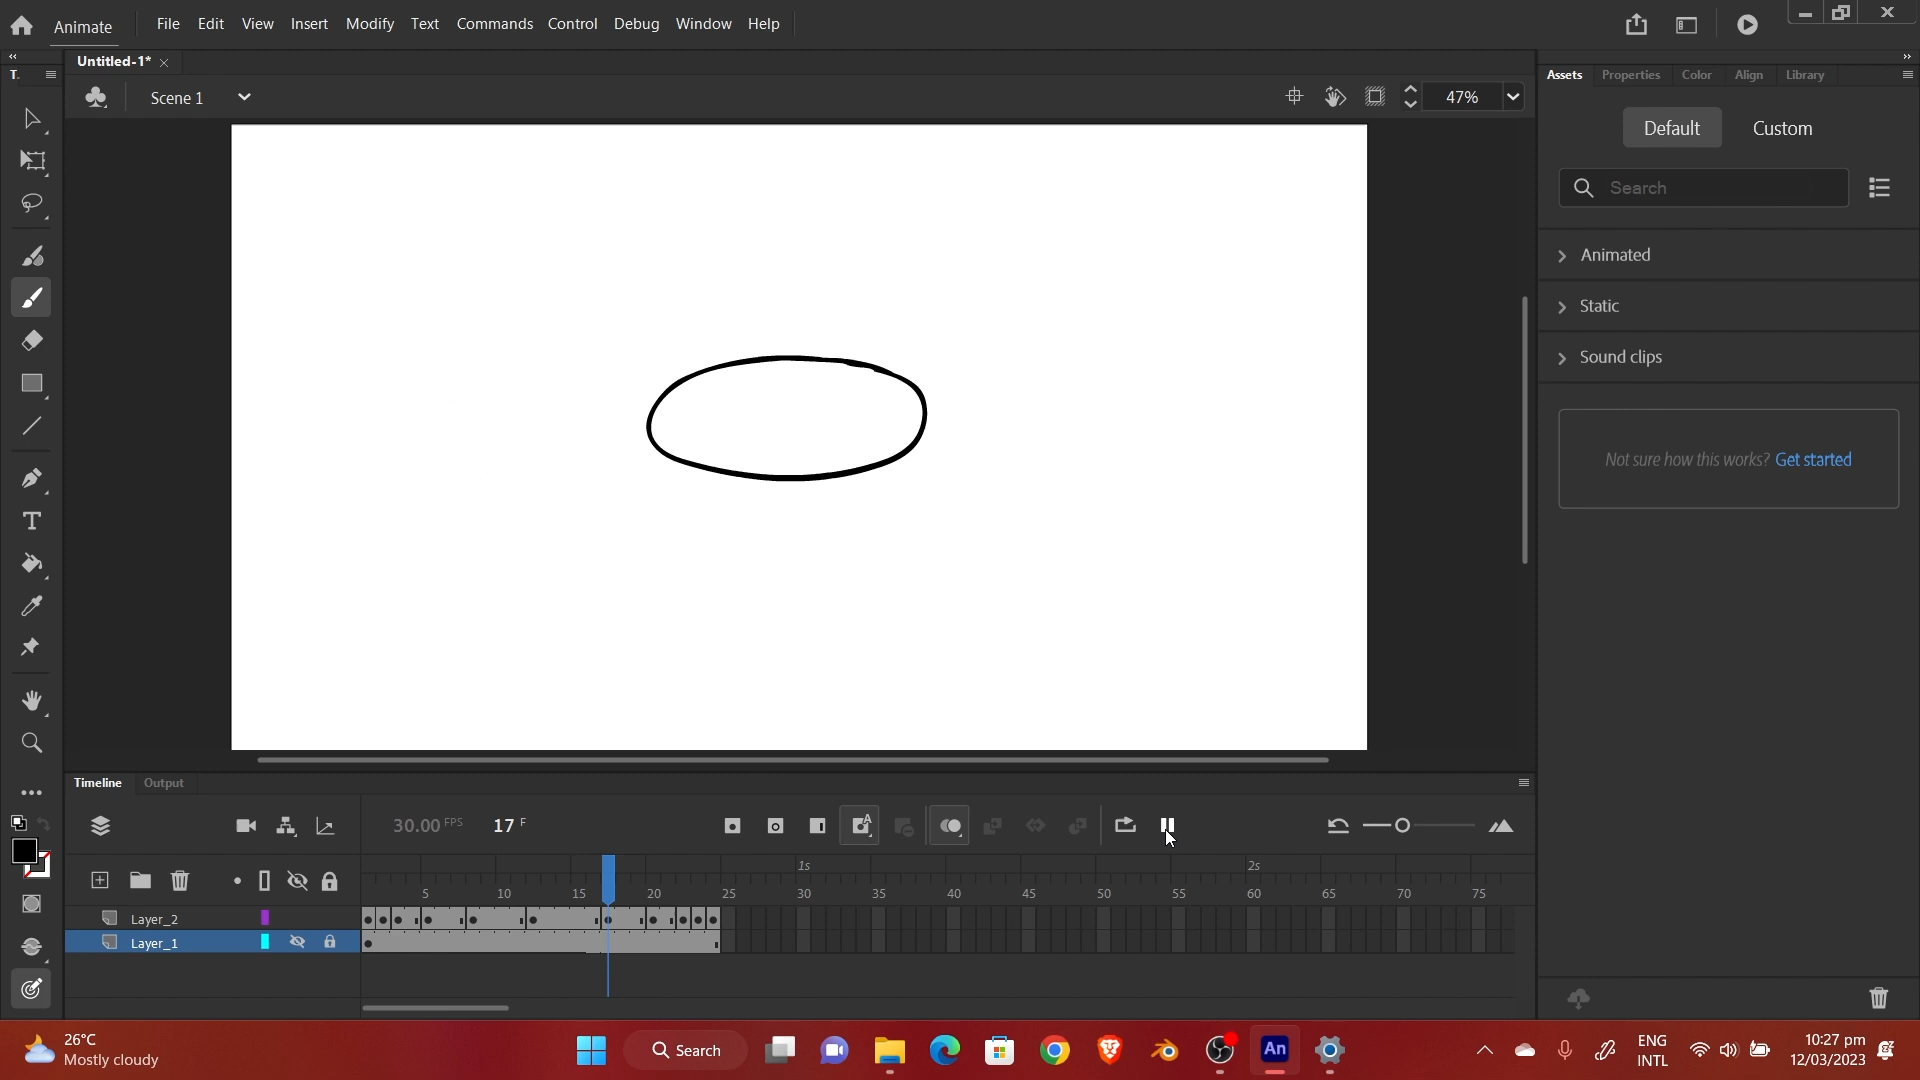 Animate File Edit View Insert Modify Text Commands Control Debug Window Help
Untitled-1*
T.
Scene 1
47%
Assets Properties Color Align Library
Default Custom
Search
Animated
Static
Sound clips
Not sure how this works? Get started
Timeline Output
30.00 FPS 17 F
1s 2s
5 10 15 20 25 30 35 40 45 50 55 60 65 70 75
Layer_2
Layer_1
26°C
Mostly cloudy
Search
An
ENG
INTL
10:27 pm
12/03/2023